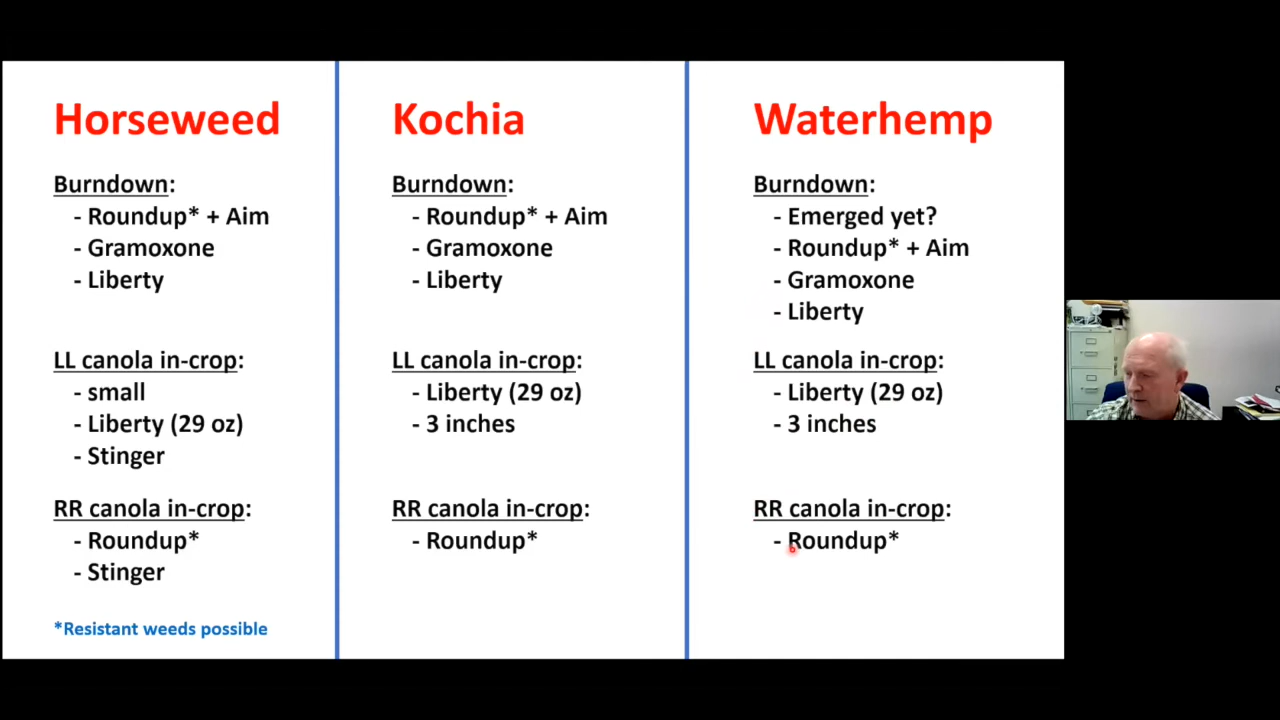 Horseweed
Burndown:
- Roundup* + Aim
- Gramoxone
- Liberty
LL canola in-crop:
- small
- Liberty (29 oz)
- Stinger
RR canola in-crop:
- Roundup*
- Stinger
*Resistant weeds possible
Kochia
Burndown:
- Roundup* + Aim
- Gramoxone
- Liberty
LL canola in-crop:
- Liberty (29 oz)
- 3 inches
RR canola in-crop:
- Roundup*
Waterhemp
Burndown:
- Emerged yet?
- Roundup* + Aim
- Gramoxone
- Liberty
LL canola in-crop:
- Liberty (29 oz)
- 3 inches
RR canola in-crop:
- Roundup*